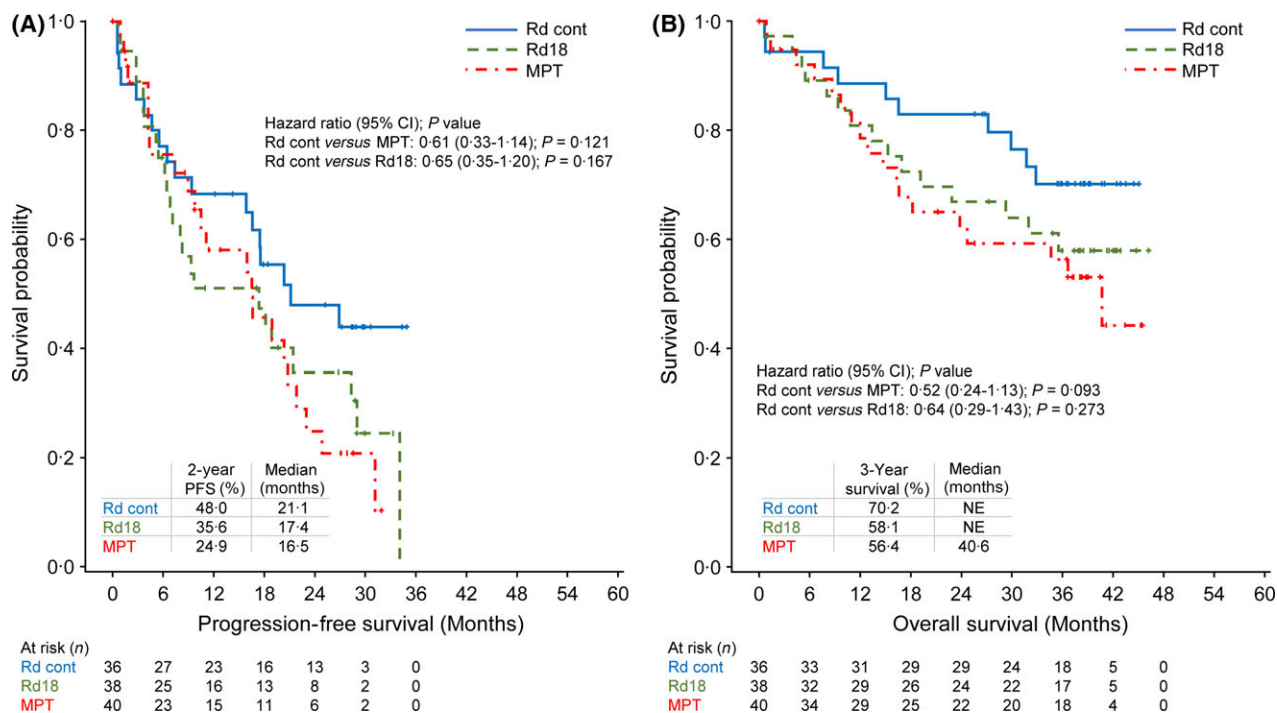 (A)
Survival probability
1·0
0·8
0·6
0·4
0·2
0·0
Rd cont
Rd18
MPT
Hazard ratio (95% CI); P value
Rd cont versus MPT: 0·61 (0·33-1·14); P = 0·121
Rd cont versus Rd18: 0·65 (0·35-1·20); P = 0·167
2-year PFS (%) Median (months)
Rd cont 48·0 21·1
Rd18 35·6 17·4
MPT 24·9 16·5
0 6 12 18 24 30 36 42 48 54 60
Progression-free survival (Months)
At risk (n)
Rd cont 36 27 23 16 13 3 0
Rd18 38 25 16 13 8 2 0
MPT 40 23 15 11 6 2 0
(B)
Survival probability
1·0
0·8
0·6
0·4
0·2
0·0
Rd cont
Rd18
MPT
Hazard ratio (95% CI); P value
Rd cont versus MPT: 0·52 (0·24-1·13); P = 0·093
Rd cont versus Rd18: 0·64 (0·29-1·43); P = 0·273
3-Year survival (%) Median (months)
Rd cont 70·2 NE
Rd18 58·1 NE
MPT 56·4 40·6
0 6 12 18 24 30 36 42 48 54 60
Overall survival (Months)
At risk (n)
Rd cont 36 33 31 29 29 24 18 5 0
Rd18 38 32 29 26 24 22 17 5 0
MPT 40 34 29 25 22 20 18 4 0